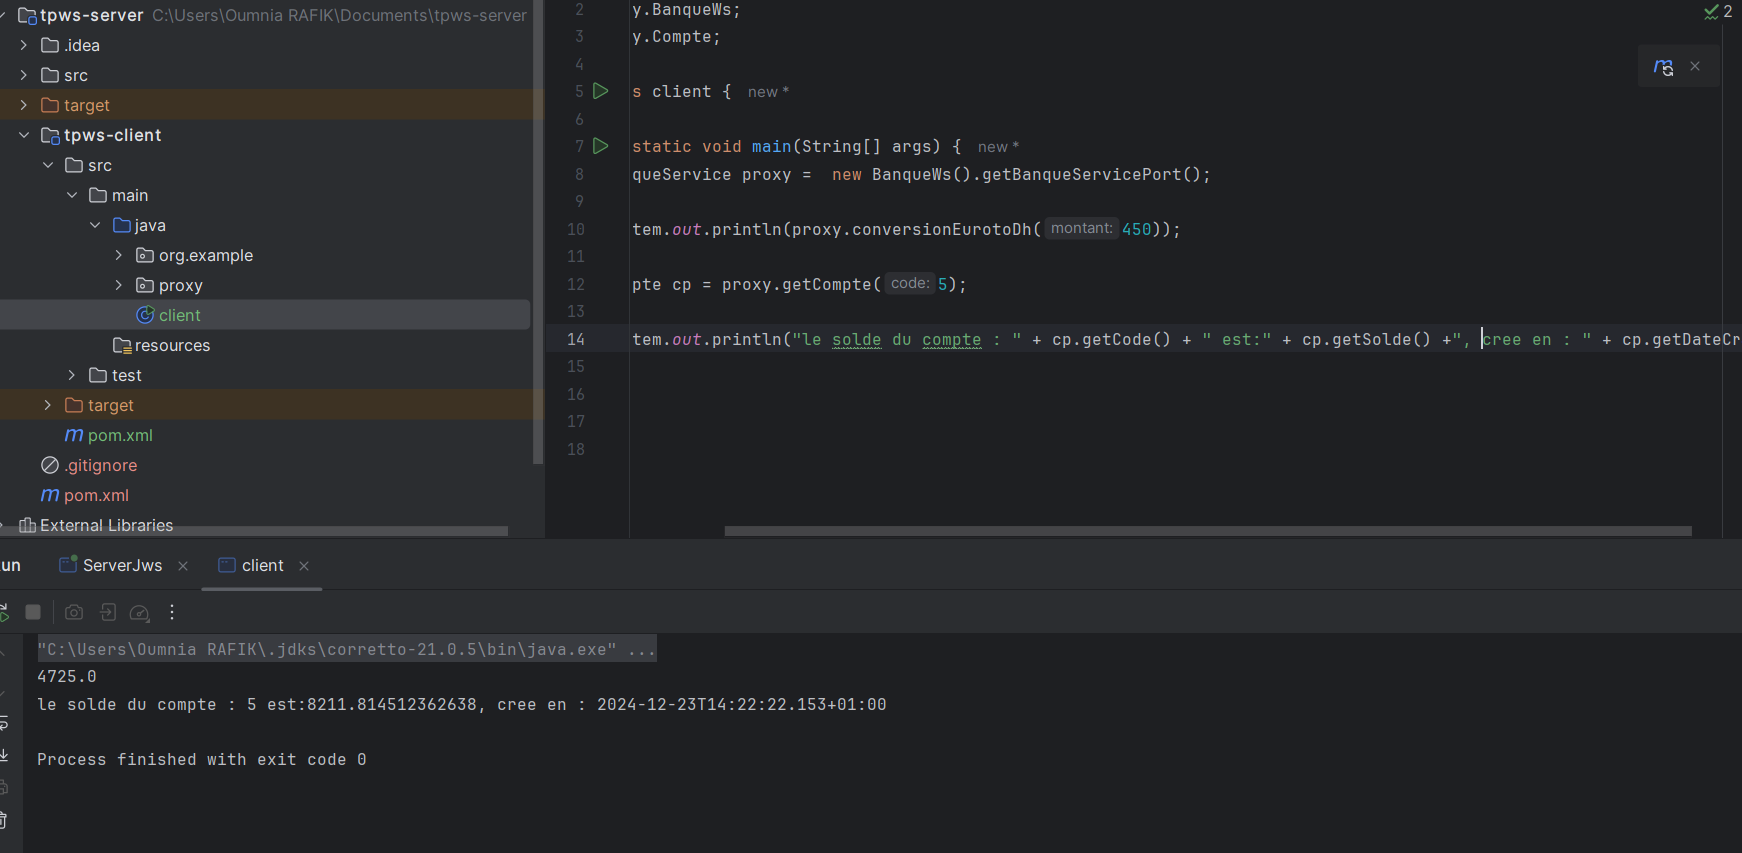 tpws-server C:\Users\Oumnia RAFIK\Documents\tpws-server
.idea
src
target
tpws-client
src
main
java
org.example
proxy
client
resources
test
target
pom.xml
.gitignore
pom.xml
External Libraries
2 y.BanqueWs;
3 y.Compte;
4
5 s client { new *
6
7 static void main(String[] args) { new *
8 queService proxy =  new BanqueWs().getBanqueServicePort();
9
10 tem.out.println(proxy.conversionEurotoDh( montant: 450));
11
12 pte cp = proxy.getCompte( code: 5);
13
14 tem.out.println("le solde du compte : " + cp.getCode() + " est:" + cp.getSolde() +", cree en : " + cp.getDateCr
15
16
17
18
2
un ServerJws client
"C:\Users\Oumnia RAFIK\.jdks\corretto-21.0.5\bin\java.exe" ...
4725.0
le solde du compte : 5 est:8211.814512362638, cree en : 2024-12-23T14:22:22.153+01:00
Process finished with exit code 0